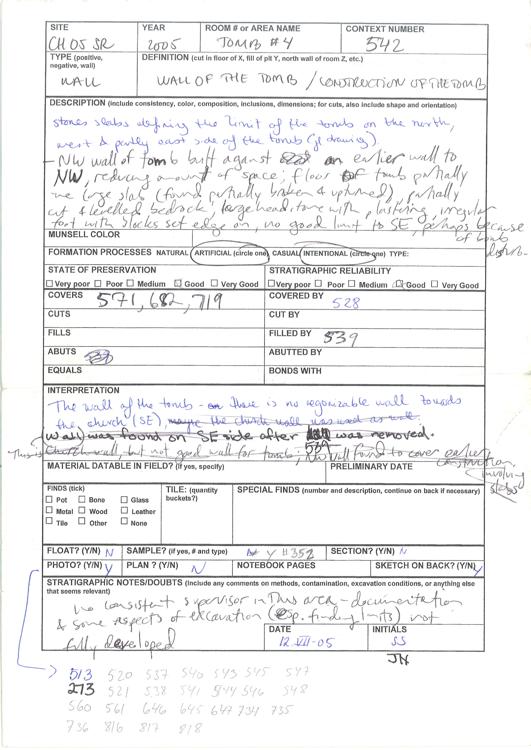 SITE YEAR ROOM # or AREA NAME CONTEXT NUMBER
CH 05 SR 2005 TOMB #4 542
TYPE (positive, negative, wall) DEFINITION (cut in floor of X, fill of pit Y, north wall of room Z, etc.)
WALL WALL OF THE TOMB / CONSTRUCTION OF THE TOMB
DESCRIPTION (include consistency, color, composition, inclusions, dimensions; for cuts, also include shape and orientation)
stones slabs defining the limit of the tomb on the north,
west & partly east side of the tomb (jt drawing)
- NW wall of tomb butt against an earlier wall to
NW, reducing amount of space; floor of tomb partially
one large slab (found partially broken & upturned), partially
cut & levelled bedrock, large headstone with plastering, irregular
foot with blocks set edge on, no good limit to SE, perhaps because
of tomb
disturb.
MUNSELL COLOR
FORMATION PROCESSES NATURAL ARTIFICIAL (circle one) CASUAL INTENTIONAL (circle one) TYPE:
STATE OF PRESERVATION STRATIGRAPHIC RELIABILITY
Very poor Poor Medium Good Very Good Very poor Poor Medium Good Very Good
COVERS 571, 682, 719 COVERED BY 528
CUTS CUT BY
FILLS FILLED BY 539
ABUTS ABUTTED BY
EQUALS BONDS WITH
INTERPRETATION
The wall of the tomb - there is no regonizable wall towards
the church (SE), maybe the church wall was used as wall.
Wall was found on SE side after 539 was removed.
This is church wall, but not good wall for tomb; NW wall found to cover earlier
construction,
involving
slabs
MATERIAL DATABLE IN FIELD? (if yes, specify) PRELIMINARY DATE
FINDS (tick) TILE: (quantity buckets?) SPECIAL FINDS (number and description, continue on back if necessary)
Pot Bone Glass
Metal Wood Leather
Tile Other None
FLOAT? (Y/N) N SAMPLE? (if yes, # and type) Y #352 SECTION? (Y/N) N
PHOTO? (Y/N) Y PLAN? (Y/N) N NOTEBOOK PAGES SKETCH ON BACK? (Y/N) Y
STRATIGRAPHIC NOTES/DOUBTS (Include any comments on methods, contamination, excavation conditions, or anything else that seems relevant)
no consistent supervisor in this area - documentation
& some aspects of excavation (esp. finding limits) not
fully developed
DATE INITIALS
12-VII-05 SS
JN
513 520 537 540 543 545 547
273 521 538 541 544 546 548
560 561 646 645 647 734 735
736 816 817 818